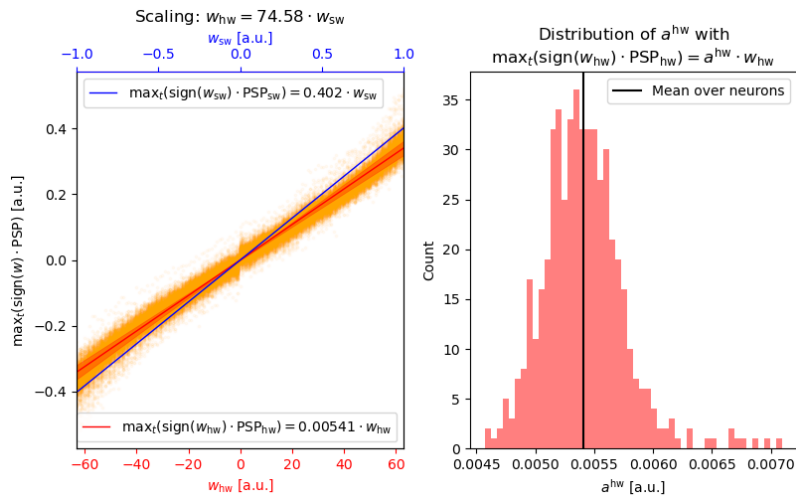 Scaling: w_hw = 74.58 · w_sw
w_sw [a.u.]
−1.0 −0.5 0.0 0.5 1.0
max_t(sign(w_sw) · PSP_sw) = 0.402 · w_sw
max_t(sign(w) · PSP) [a.u.]
0.4
0.2
0.0
−0.2
−0.4
max_t(sign(w_hw) · PSP_hw) = 0.00541 · w_hw
−60 −40 −20 0 20 40 60
w_hw [a.u.]
Distribution of a^hw with
max_t(sign(w_hw) · PSP_hw) = a^hw · w_hw
Mean over neurons
Count
35
30
25
20
15
10
5
0
0.0045 0.0050 0.0055 0.0060 0.0065 0.0070
a^hw [a.u.]